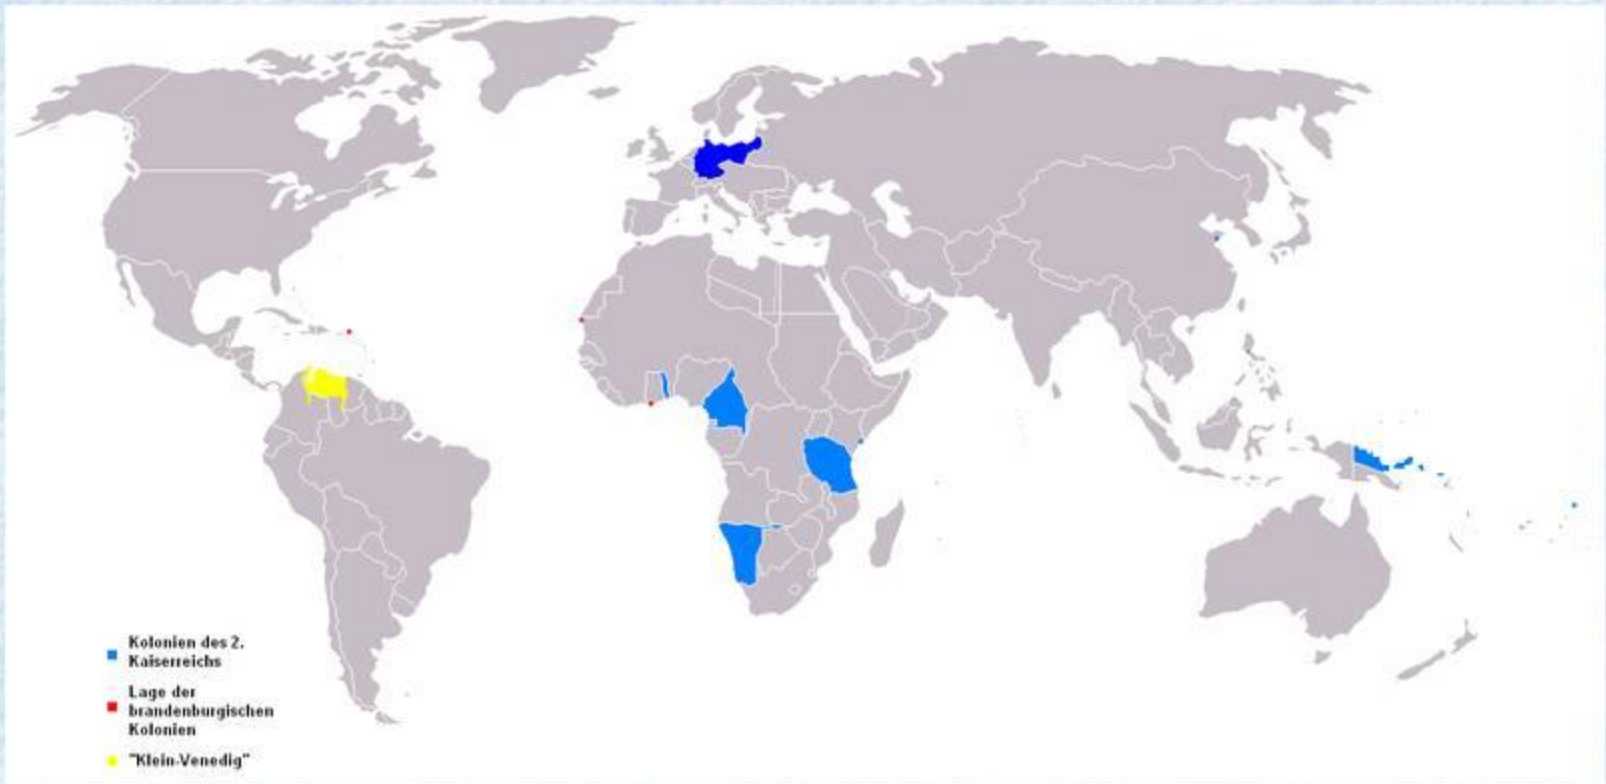 Kolonien des 2.
Kaiserreichs
Lage der
brandenburgischen
Kolonien
"Klein-Venedig"